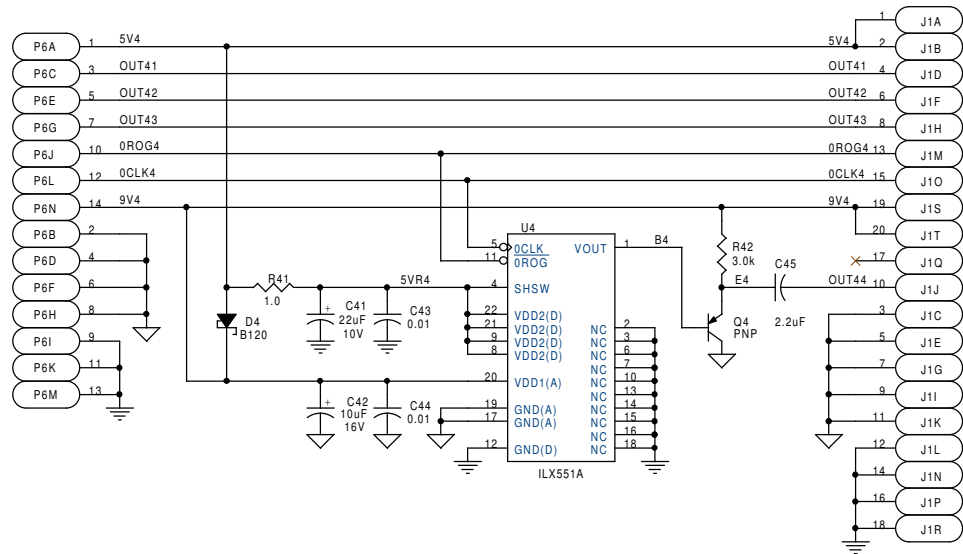 1 J1A
P6A 1 5V4 5V4 2 J1B
P6C 3 OUT41 OUT41 4 J1D
P6E 5 OUT42 OUT42 6 J1F
P6G 7 OUT43 OUT43 8 J1H
P6J 10 0ROG4 0ROG4 13 J1M
P6L 12 0CLK4 0CLK4 15 J1O
P6N 14 9V4 9V4 19 J1S
P6B 2 20 J1T
P6D 4 17 J1Q
P6F 6 OUT44 10 J1J
P6H 8 3 J1C
P6I 9 5 J1E
P6K 11 7 J1G
P6M 13 9 J1I
11 J1K
12 J1L
14 J1N
16 J1P
18 J1R
R41
1.0
D4
B120
+
C41
22uF
10V
C43
0.01
5VR4
+
C42
10uF
16V
C44
0.01
U4
5 0CLK VOUT 1
11 0ROG
4 SHSW
22 VDD2(D)
21 VDD2(D) NC 2
9 VDD2(D) NC 3
8 VDD2(D) NC 6
NC 7
20 VDD1(A) NC 10
NC 13
19 GND(A) NC 14
17 GND(A) NC 15
NC 16
12 GND(D) NC 18
ILX551A
B4
R42
3.0k
E4
C45
2.2uF
Q4
PNP